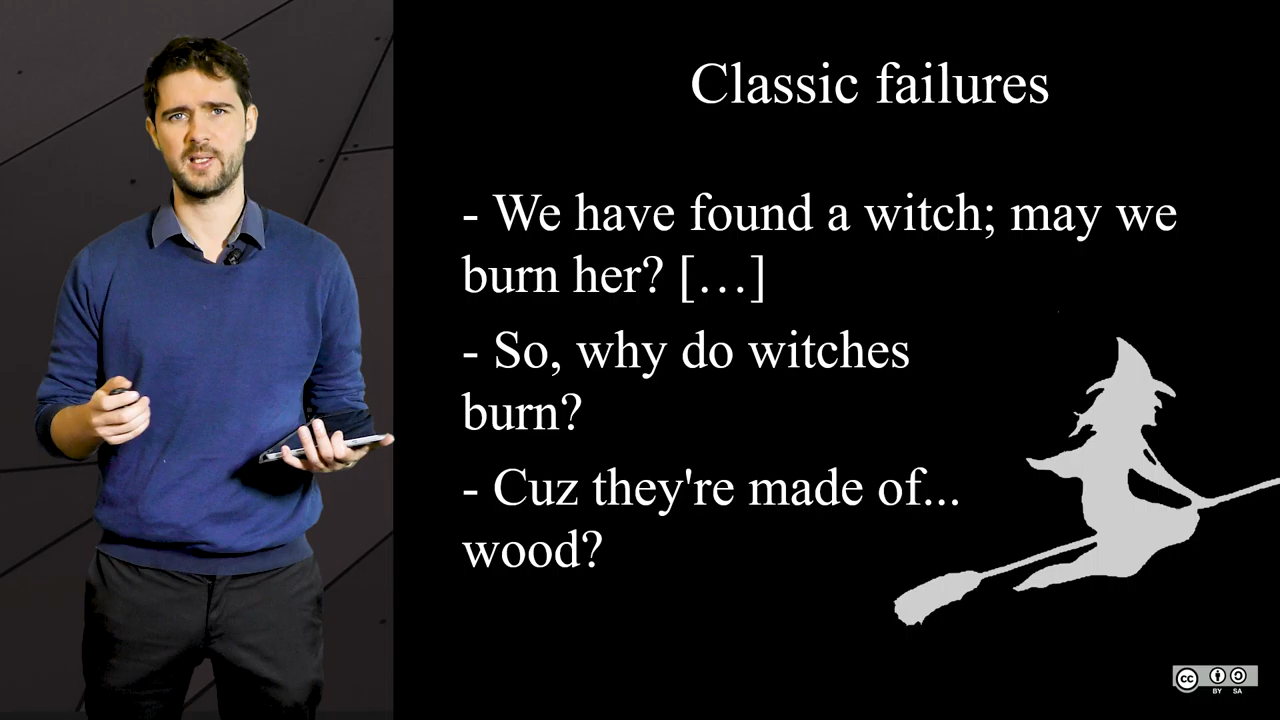 Classic failures
- We have found a witch; may we
burn her? […]
- So, why do witches
burn?
- Cuz they're made of...
wood?
cc
BY SA